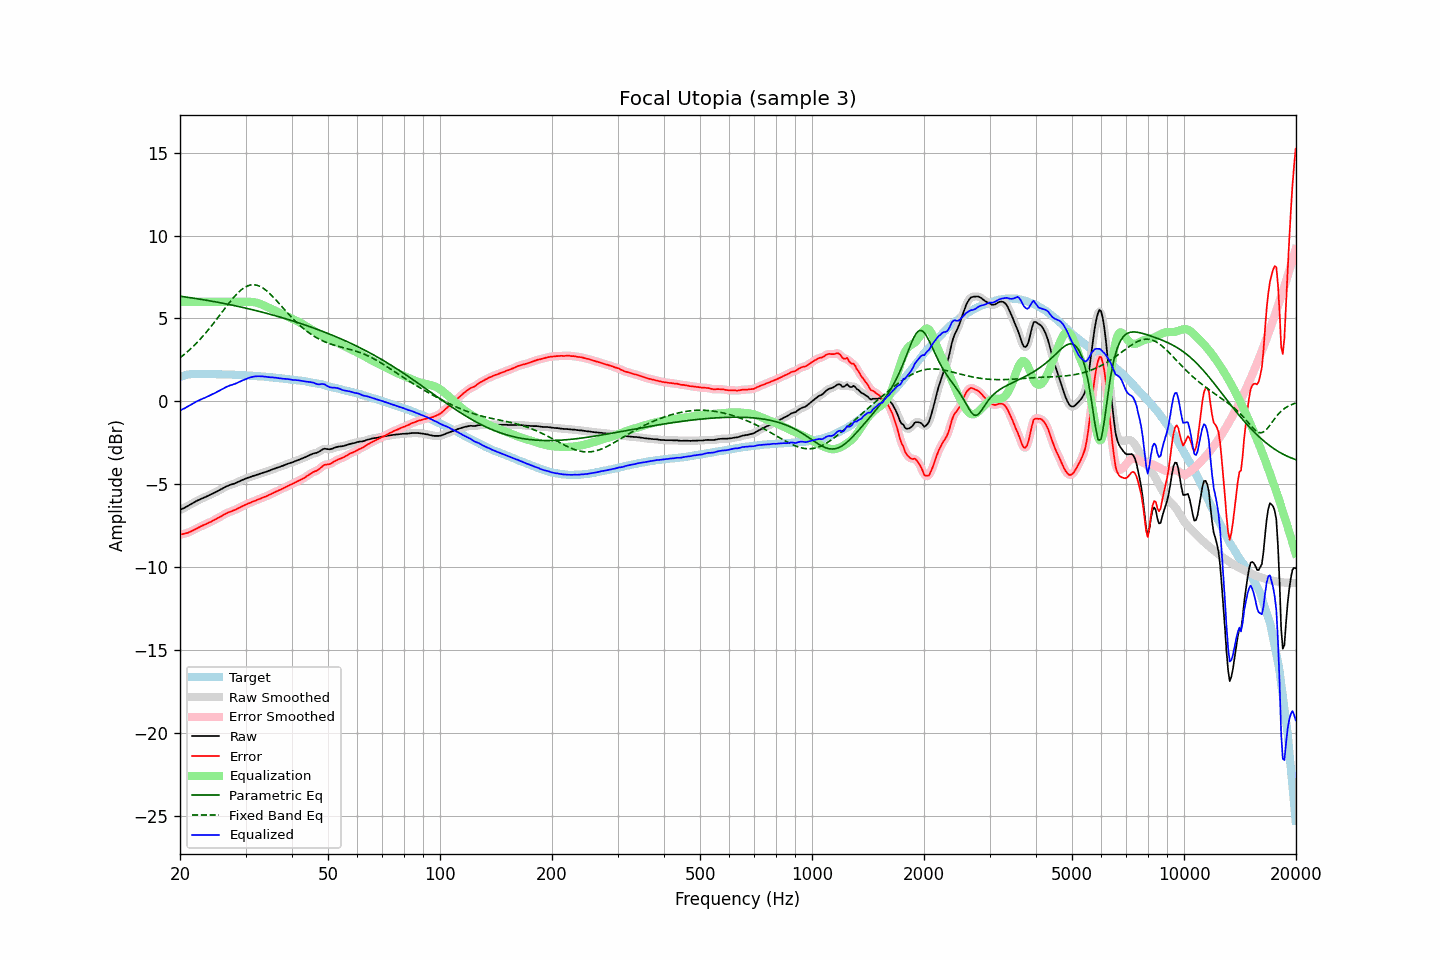 Focal Utopia (sample 3)
Amplitude (dBr)
15
10
5
0
−5
−10
−15
−20
−25
Target
Raw Smoothed
Error Smoothed
Raw
Error
Equalization
Parametric Eq
Fixed Band Eq
Equalized
20 50 100 200 500 1000 2000 5000 10000 20000
Frequency (Hz)